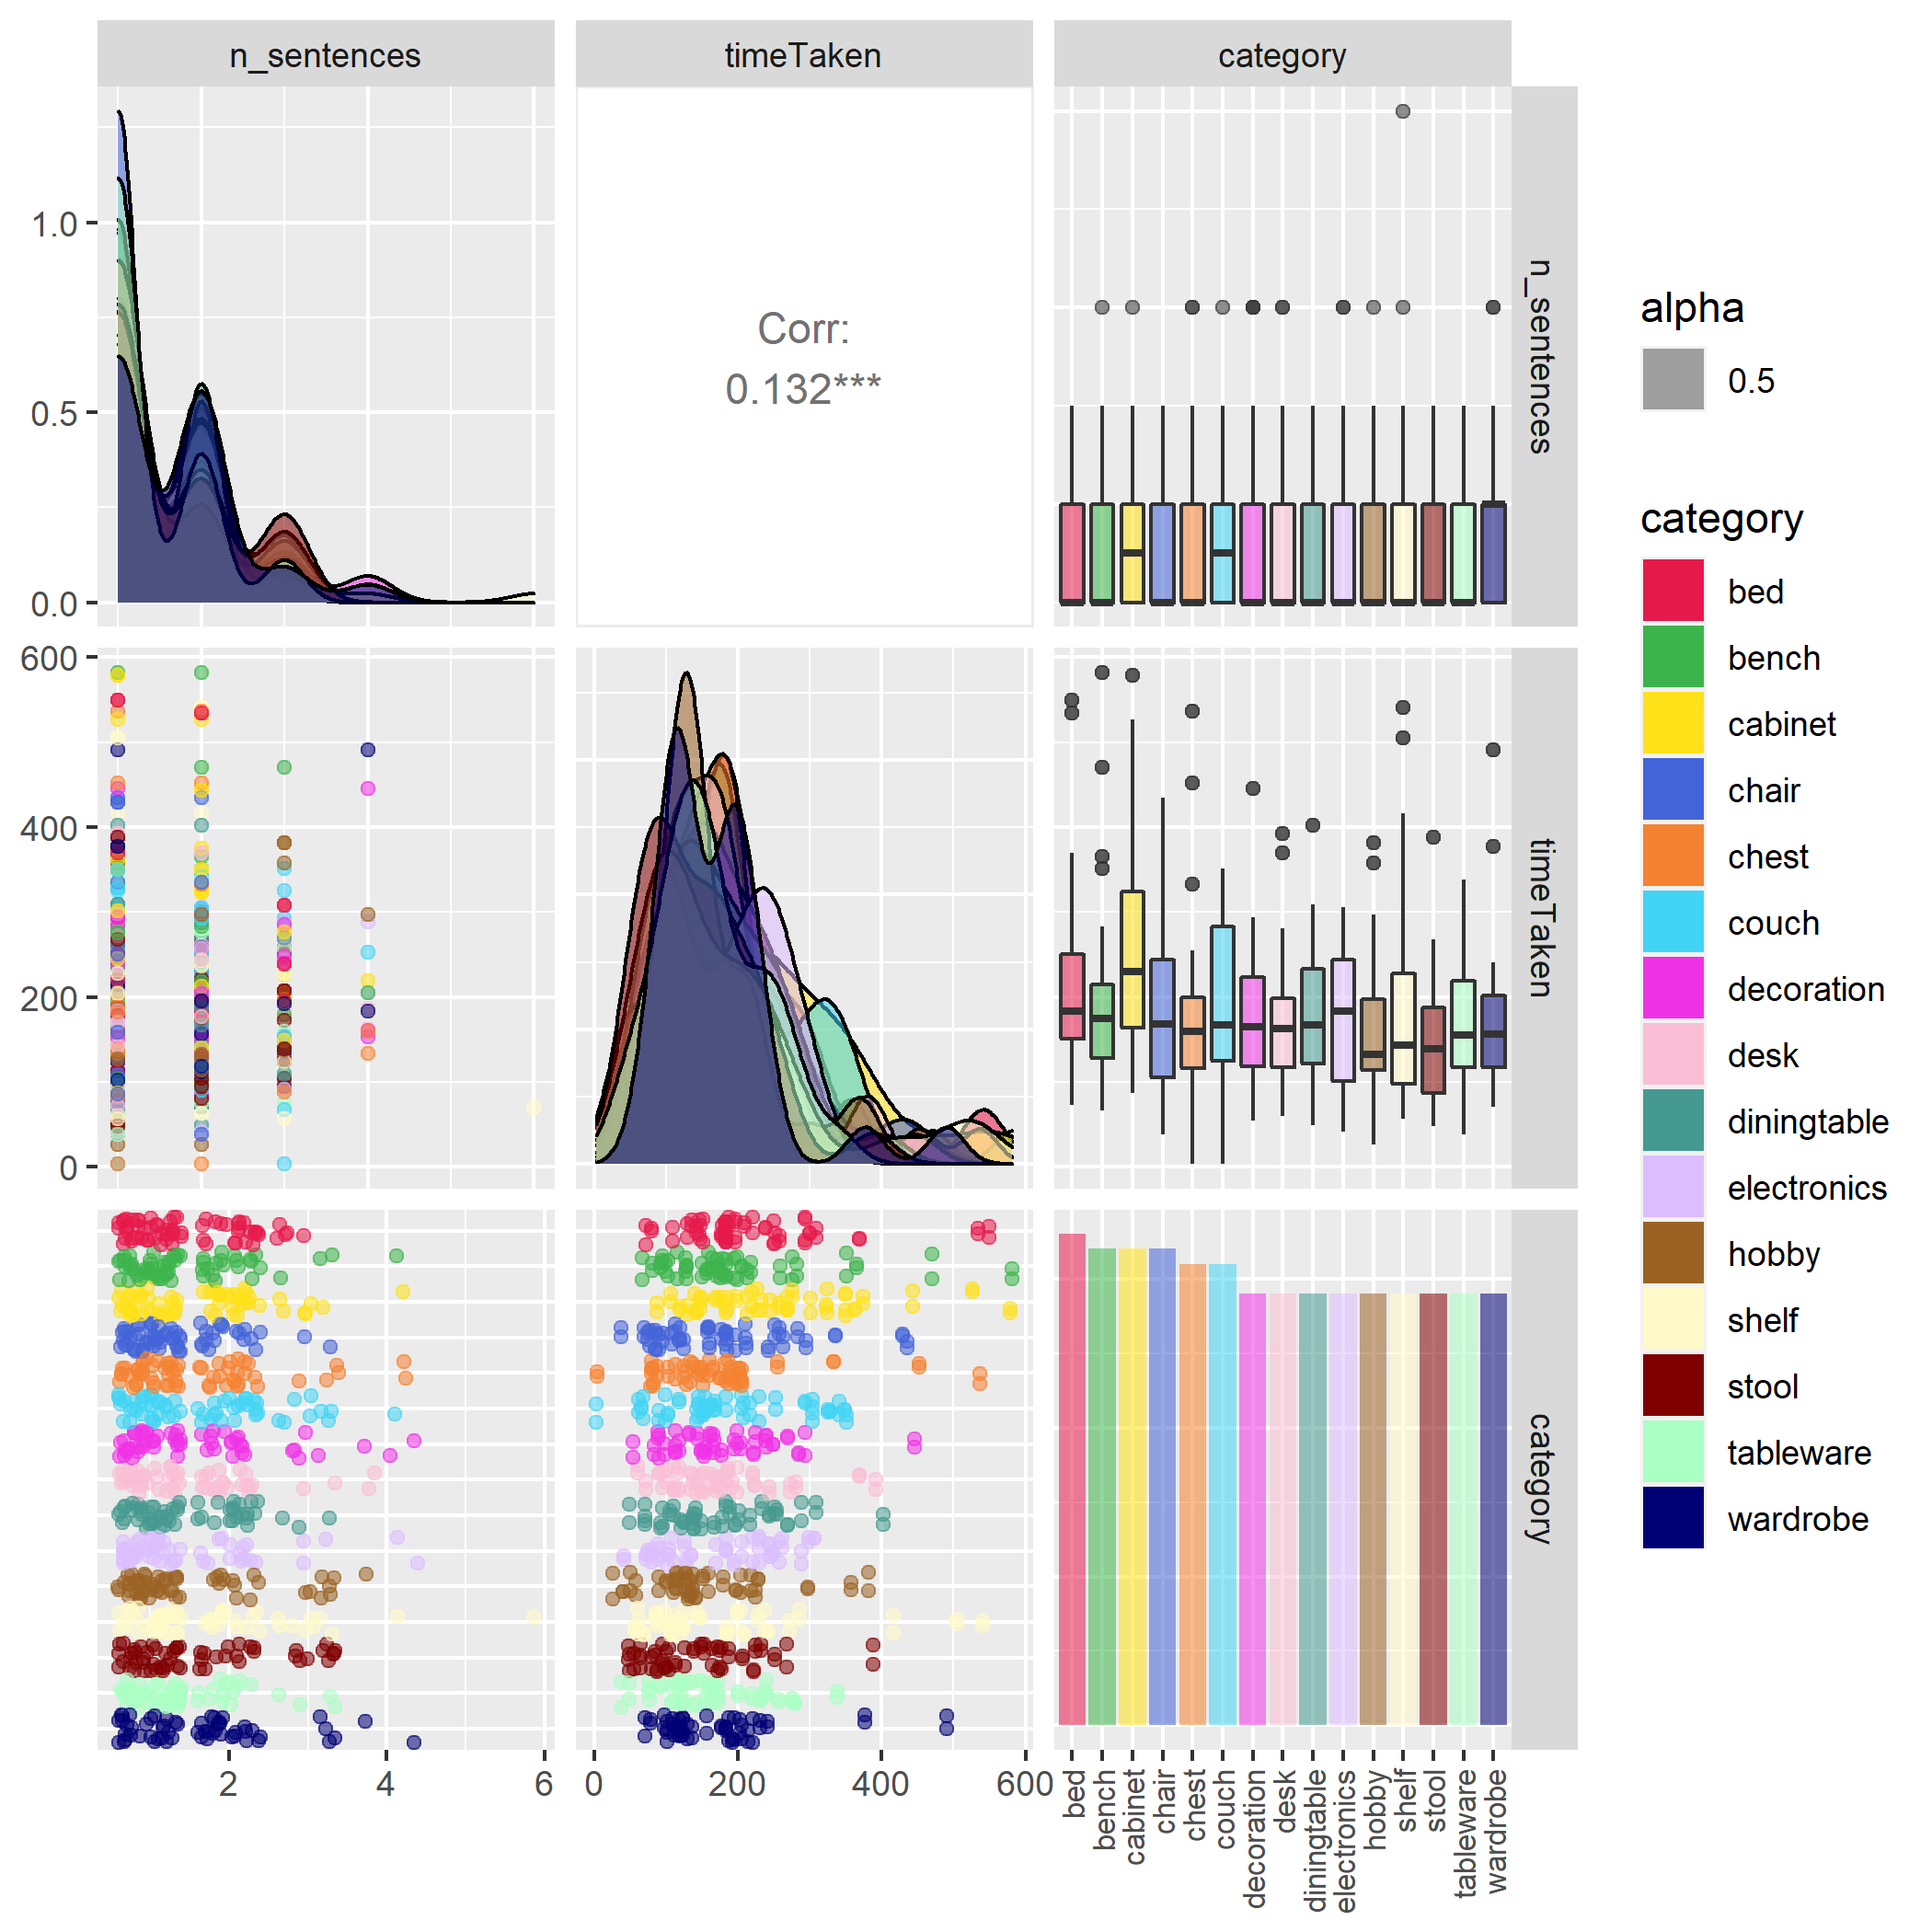 n_sentences
timeTaken
category
1.0
0.5
0.0
Corr:
0.132***
n_sentences
600
400
200
0
timeTaken
category
2
4
6
0
200
400
600
bed
bench
cabinet
chair
chest
couch
decoration
desk
diningtable
electronics
hobby
shelf
stool
tableware
wardrobe
alpha
0.5
category
bed
bench
cabinet
chair
chest
couch
decoration
desk
diningtable
electronics
hobby
shelf
stool
tableware
wardrobe